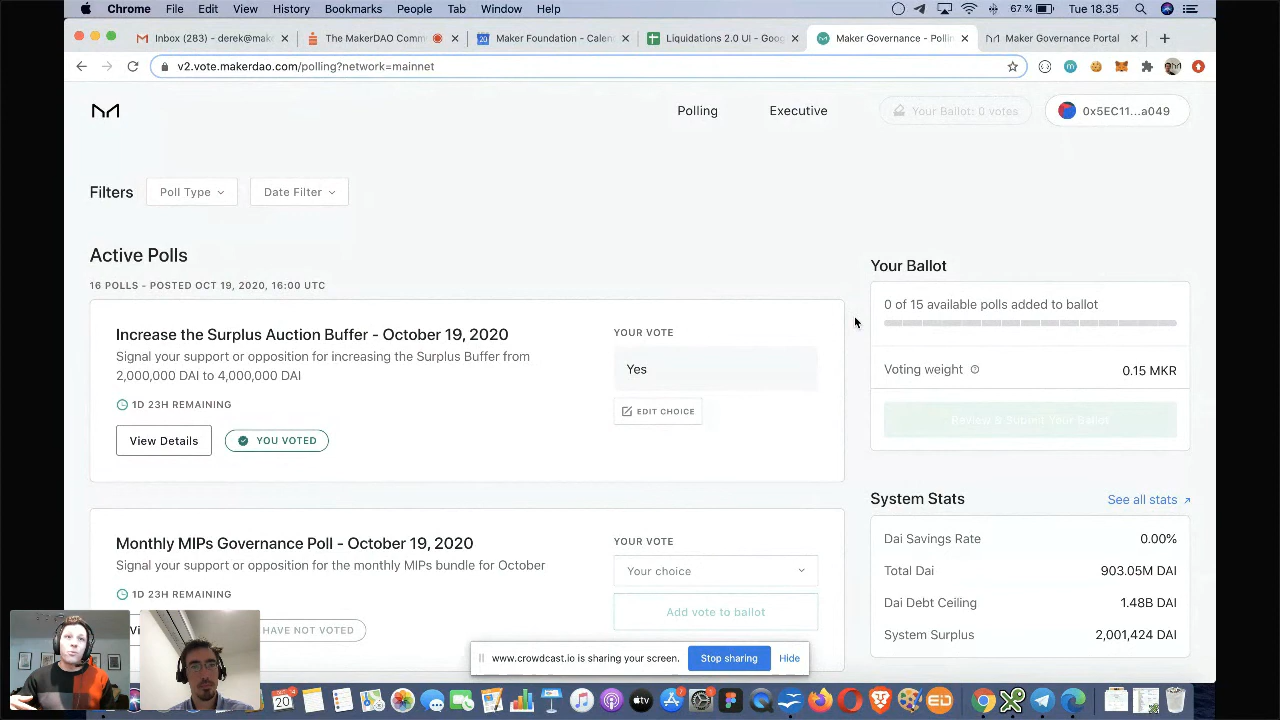 Chrome File Edit View History Bookmarks People Tab Window Help 67% Tue 18.35
Inbox (283) - derek@mak
The MakerDAO Comm
Maker Foundation - Calen
Liquidations 2.0 UI - Goog
Maker Governance - Pollin
Maker Governance Portal
v2.vote.makerdao.com/polling?network=mainnet
Polling Executive Your Ballot: 0 votes 0x5EC11...a049
Filters Poll Type Date Filter
Active Polls
16 POLLS - POSTED OCT 19, 2020, 16:00 UTC
Increase the Surplus Auction Buffer - October 19, 2020
Signal your support or opposition for increasing the Surplus Buffer from
2,000,000 DAI to 4,000,000 DAI
1D 23H REMAINING
View Details YOU VOTED
YOUR VOTE
Yes
EDIT CHOICE
Monthly MIPs Governance Poll - October 19, 2020
Signal your support or opposition for the monthly MIPs bundle for October
1D 23H REMAINING
HAVE NOT VOTED
YOUR VOTE
Your choice
Add vote to ballot
Your Ballot
0 of 15 available polls added to ballot
Voting weight 0.15 MKR
Review & Submit Your Ballot
System Stats See all stats
Dai Savings Rate 0.00%
Total Dai 903.05M DAI
Dai Debt Ceiling 1.48B DAI
System Surplus 2,001,424 DAI
www.crowdcast.io is sharing your screen. Stop sharing Hide